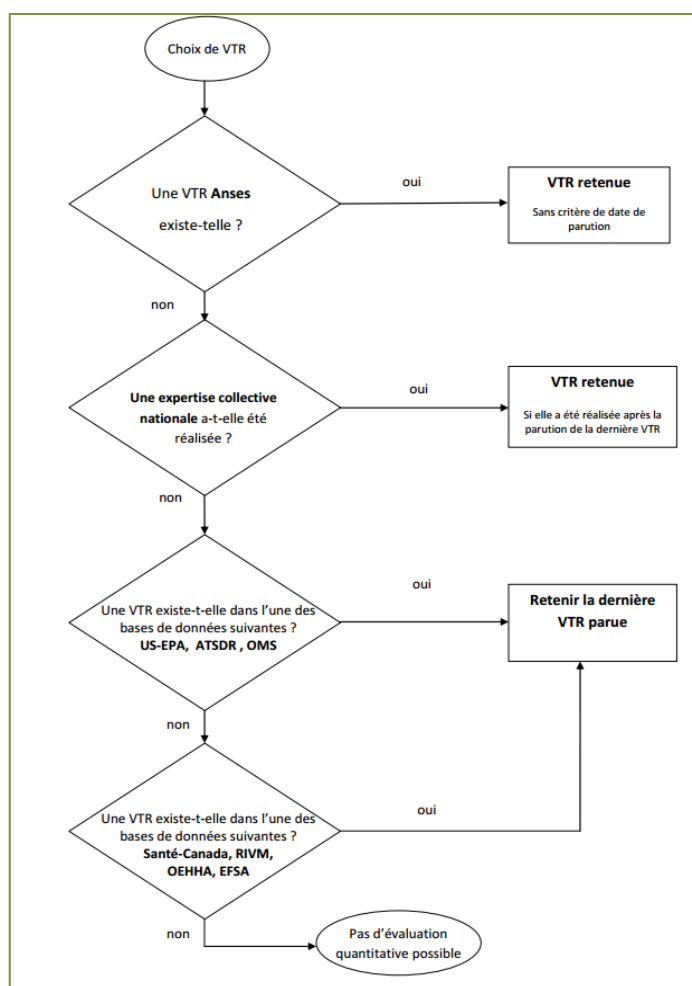 Choix de VTR
Une VTR Anses
existe-telle ?
oui
VTR retenue
Sans critère de date de
parution
non
Une expertise collective
nationale a-t-elle été
réalisée ?
oui
VTR retenue
Si elle a été réalisée après la
parution de la dernière VTR
non
Une VTR existe-t-elle dans l'une des
bases de données suivantes ?
US-EPA, ATSDR , OMS
oui
Retenir la dernière
VTR parue
non
Une VTR existe-t-elle dans l'une des
bases de données suivantes ?
Santé-Canada, RIVM,
OEHHA, EFSA
oui
non
Pas d'évaluation
quantitative possible